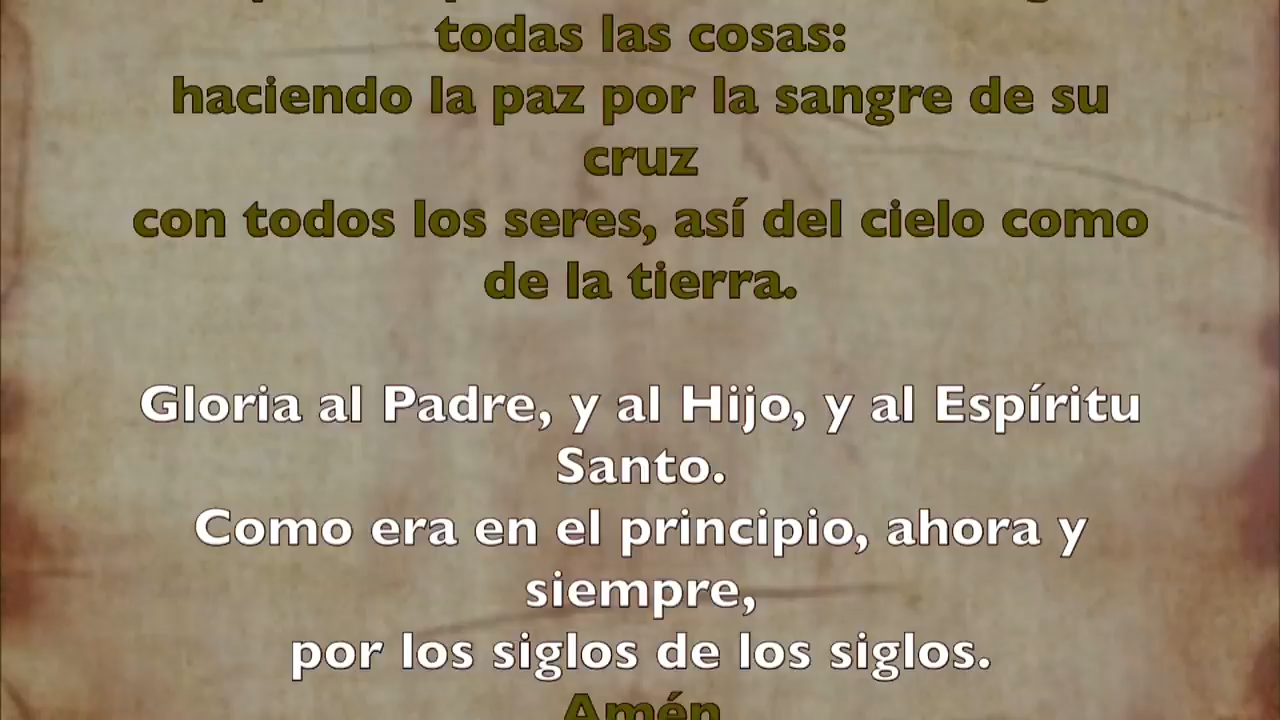 todas las cosas:
haciendo la paz por la sangre de su
cruz
con todos los seres, así del cielo como
de la tierra.
Gloria al Padre, y al Hijo, y al Espíritu
Santo.
Como era en el principio, ahora y
siempre,
por los siglos de los siglos.
Amén